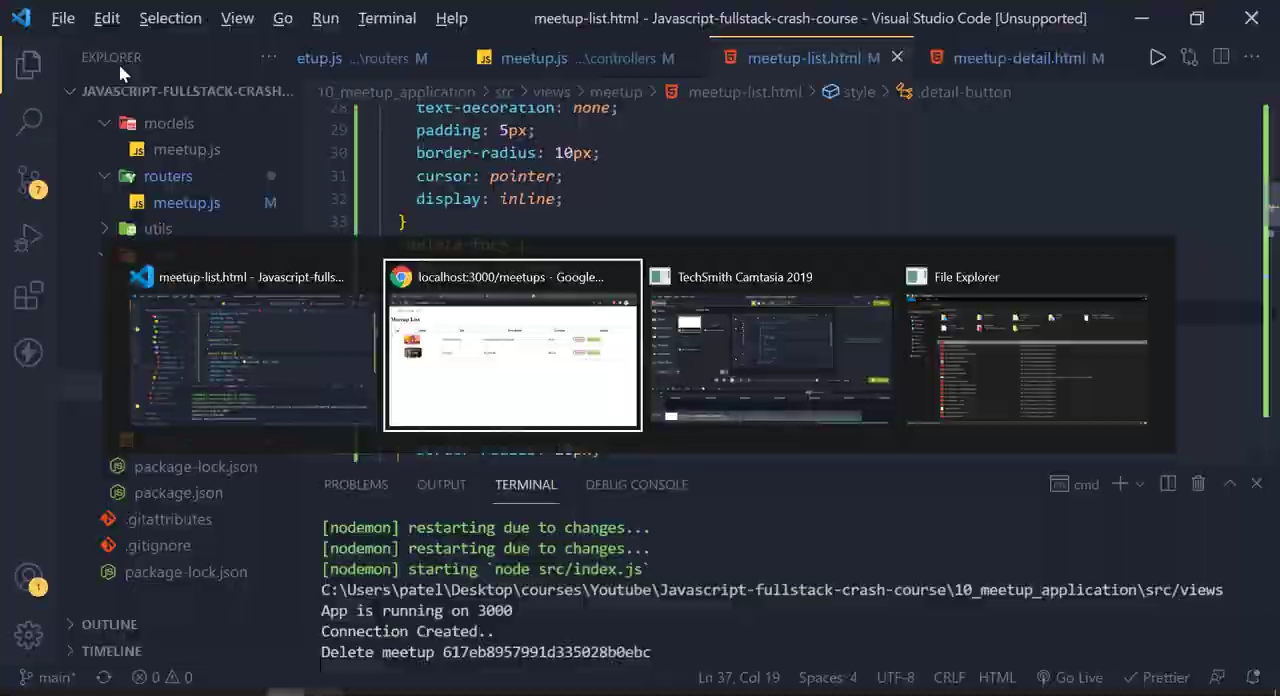 File Edit Selection View Go Run Terminal Help meetup-list.html - Javascript-fullstack-crash-course - Visual Studio Code [Unsupported]
EXPLORER ··· etup.js ...\routers M meetup.js ...\controllers M meetup-list.html M meetup-detail.html M
JAVASCRIPT-FULLSTACK-CRASH... 10_meetup_application > src > views > meetup > meetup-list.html > style > .detail-button
28 text-decoration: none;
models
29 padding: 5px;
meetup.js 30 border-radius: 10px;
routers 31 cursor: pointer;
meetup.js M 32 display: inline;
utils 33 }
meetup-list.html - Javascript-fulls... localhost:3000/meetups - Google... TechSmith Camtasia 2019 File Explorer
Meetup List
package-lock.json
package.json
.gitattributes
.gitignore
package-lock.json
OUTLINE
TIMELINE
PROBLEMS OUTPUT TERMINAL DEBUG CONSOLE cmd
[nodemon] restarting due to changes...
[nodemon] restarting due to changes...
[nodemon] starting `node src/index.js`
C:\Users\patel\Desktop\courses\Youtube\Javascript-fullstack-crash-course\10_meetup_application\src/views
App is running on 3000
Connection Created..
Delete meetup 617eb8957991d335028b0ebc
7
1
main* 0 0 Ln 37, Col 19 Spaces: 4 UTF-8 CRLF HTML Go Live Prettier